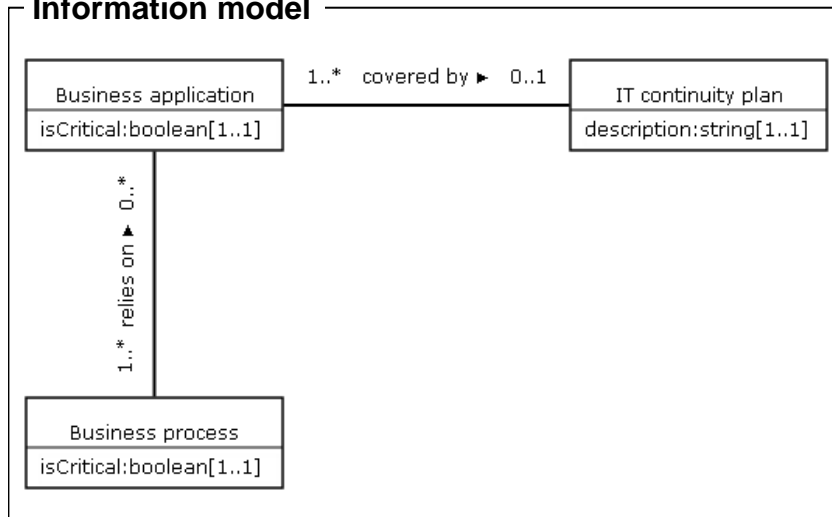 Information model
1..* covered by ► 0..1
Business application
isCritical:boolean[1..1]
IT continuity plan
description:string[1..1]
1..* relies on ► 0..*
Business process
isCritical:boolean[1..1]